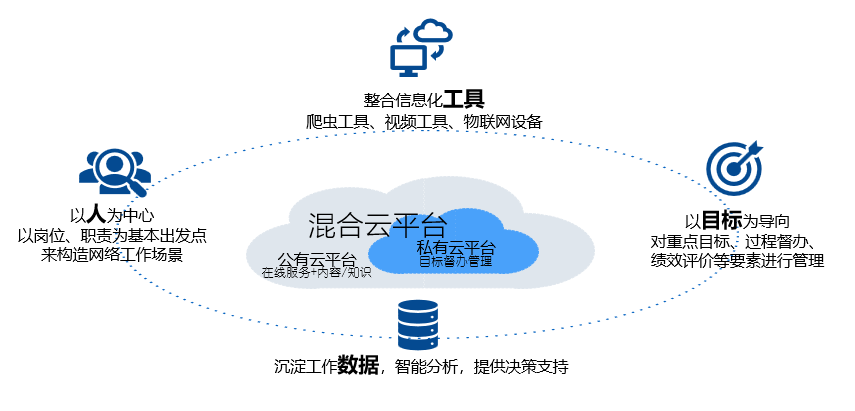 整合信息化工具
爬虫工具、视频工具、物联网设备
以人为中心
以岗位、职责为基本出发点
来构造网络工作场景
以目标为导向
对重点目标、过程督办、
绩效评价等要素进行管理
混合云平台
私有云平台
目标督办管理
公有云平台
在线服务+内容/知识
沉淀工作数据，智能分析，提供决策支持